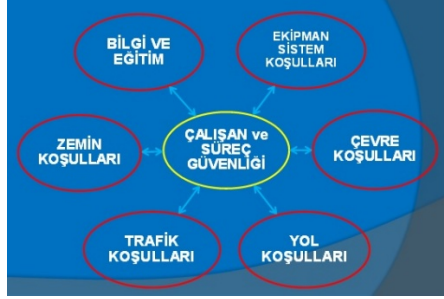 BİLGİ VE
EĞİTİM
EKİPMAN
SİSTEM
KOŞULLARI
ZEMİN
KOŞULLARI
ÇALIŞAN ve
SÜREÇ
GÜVENLİĞİ
ÇEVRE
KOŞULLARI
TRAFİK
KOŞULLARI
YOL
KOŞULLARI